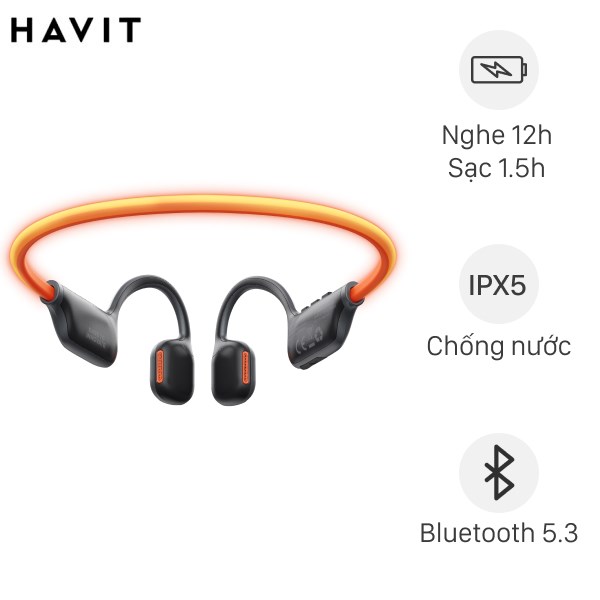 HAVIT
Nghe 12h
Sạc 1.5h
IPX5
Chống nước
Bluetooth 5.3